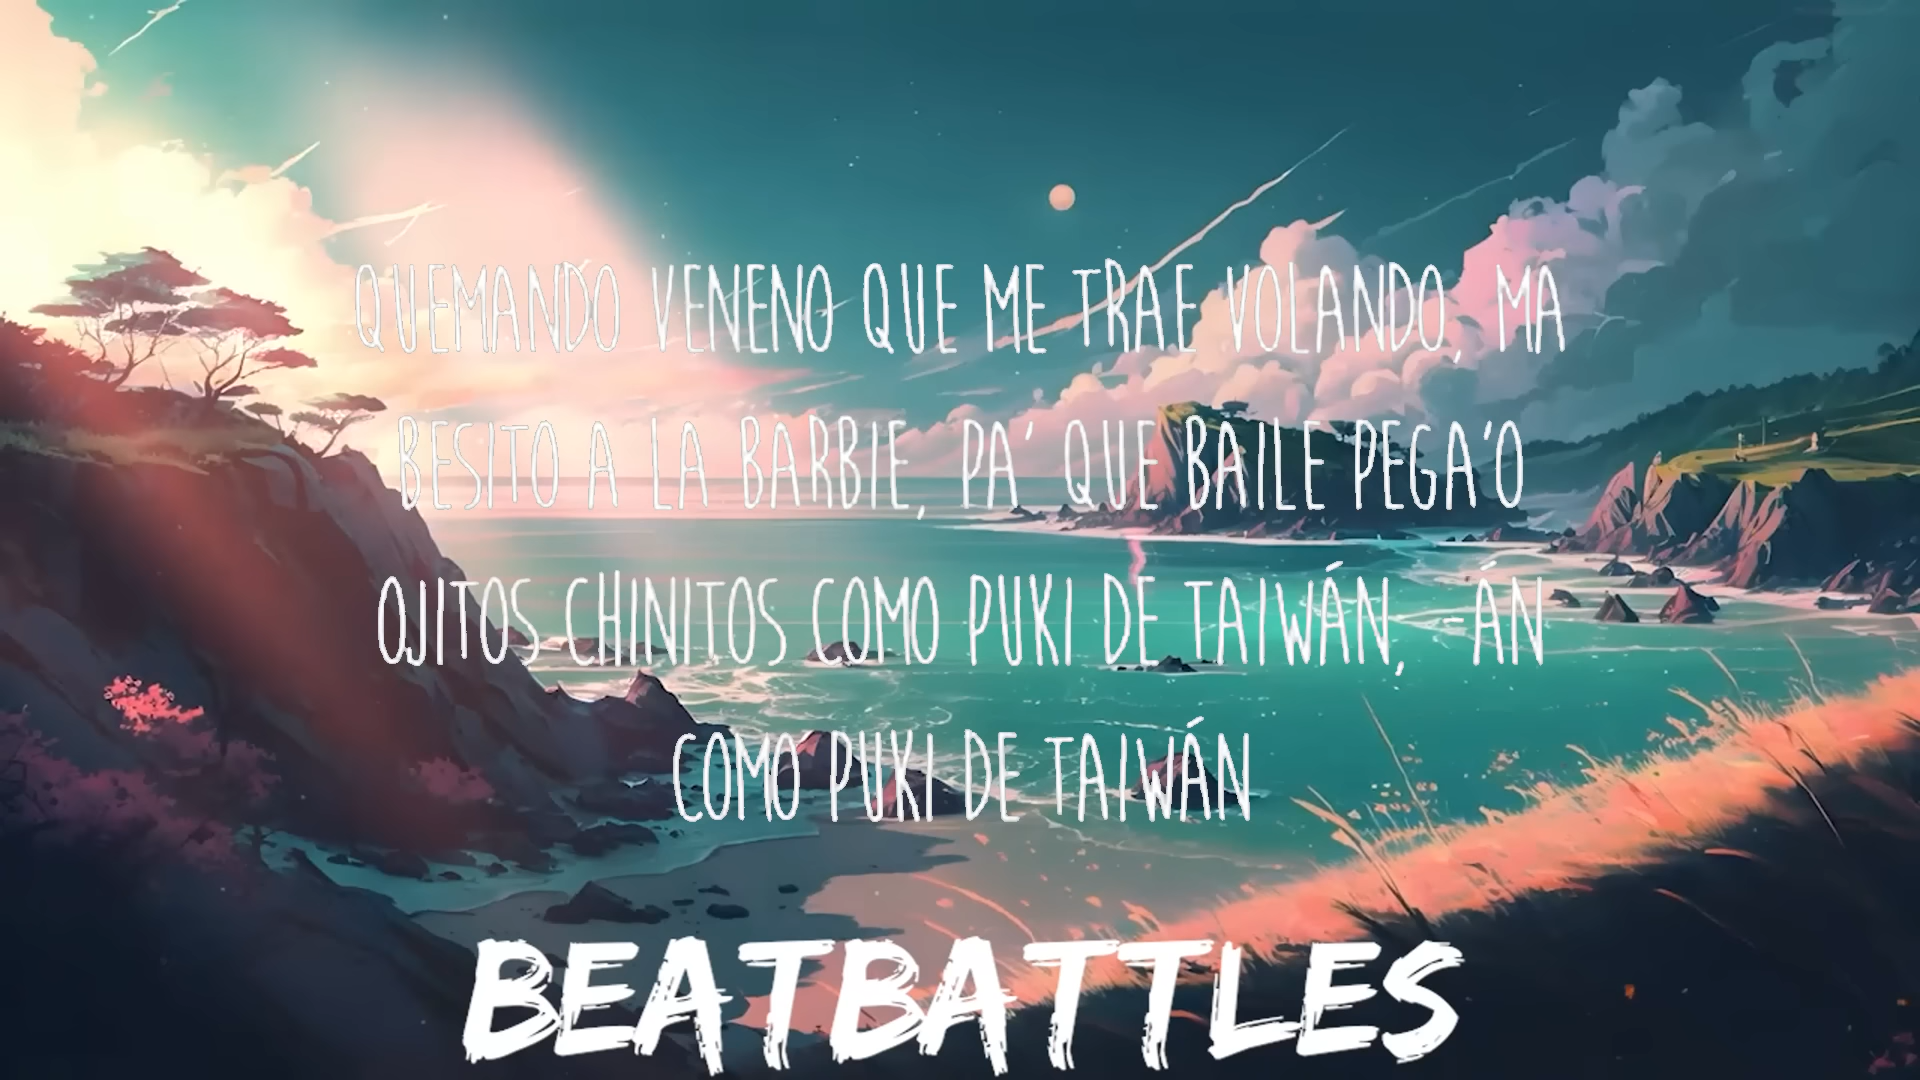 QUEMANDO VENENO QUE ME TRAE VOLANDO, MA
BESITO A LA BARBIE, PA' QUE BAILE PEGA'O
OJITOS CHINITOS COMO PUKI DE TAIWÁN, -ÁN
COMO PUKI DE TAIWÁN
BEATBATTLES